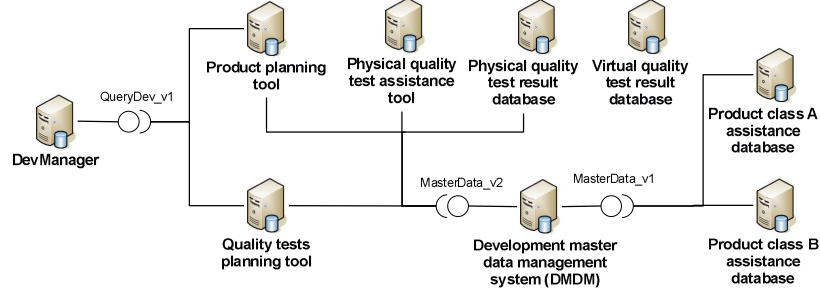 Product planning
tool
Physical quality
test assistance
tool
Physical quality
test result
database
Virtual quality
test result
database
QueryDev_v1
DevManager
Product class A
assistance
database
MasterData_v2
MasterData_v1
Quality tests
planning tool
Development master
data management
system (DMDM)
Product class B
assistance
database